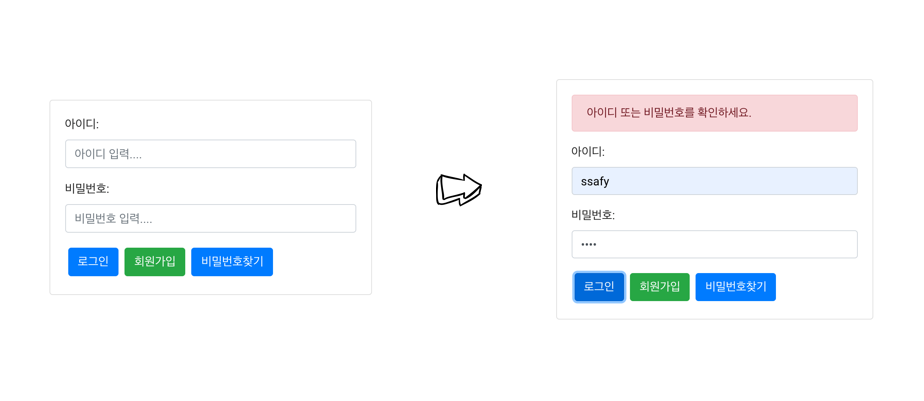 아이디:
아이디 입력....
비밀번호:
비밀번호 입력....
로그인 회원가입 비밀번호찾기
아이디 또는 비밀번호를 확인하세요.
아이디:
ssafy
비밀번호:
••••
로그인 회원가입 비밀번호찾기